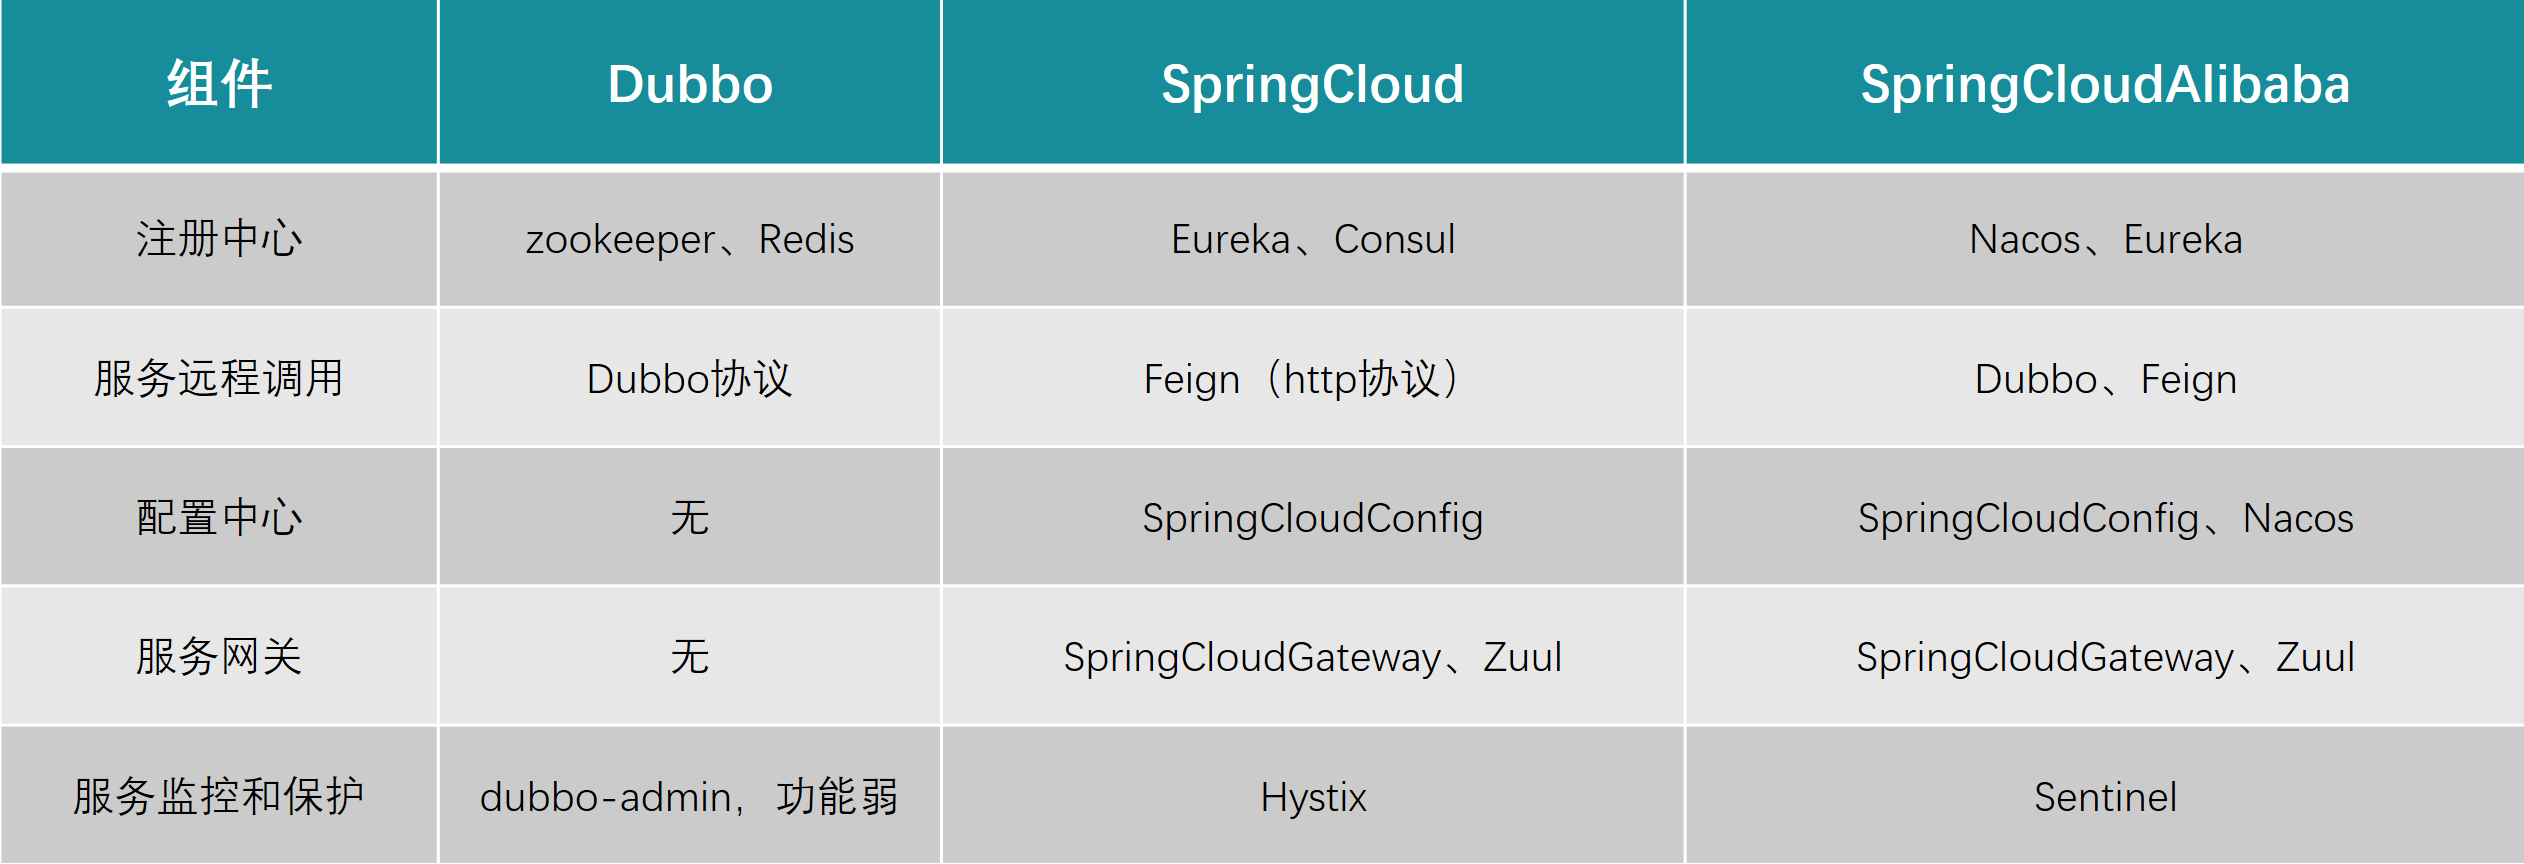 组件 Dubbo SpringCloud SpringCloudAlibaba
注册中心 zookeeper、Redis Eureka、Consul Nacos、Eureka
服务远程调用 Dubbo协议 Feign（http协议） Dubbo、Feign
配置中心 无 SpringCloudConfig SpringCloudConfig、Nacos
服务网关 无 SpringCloudGateway、Zuul SpringCloudGateway、Zuul
服务监控和保护 dubbo-admin，功能弱 Hystix Sentinel